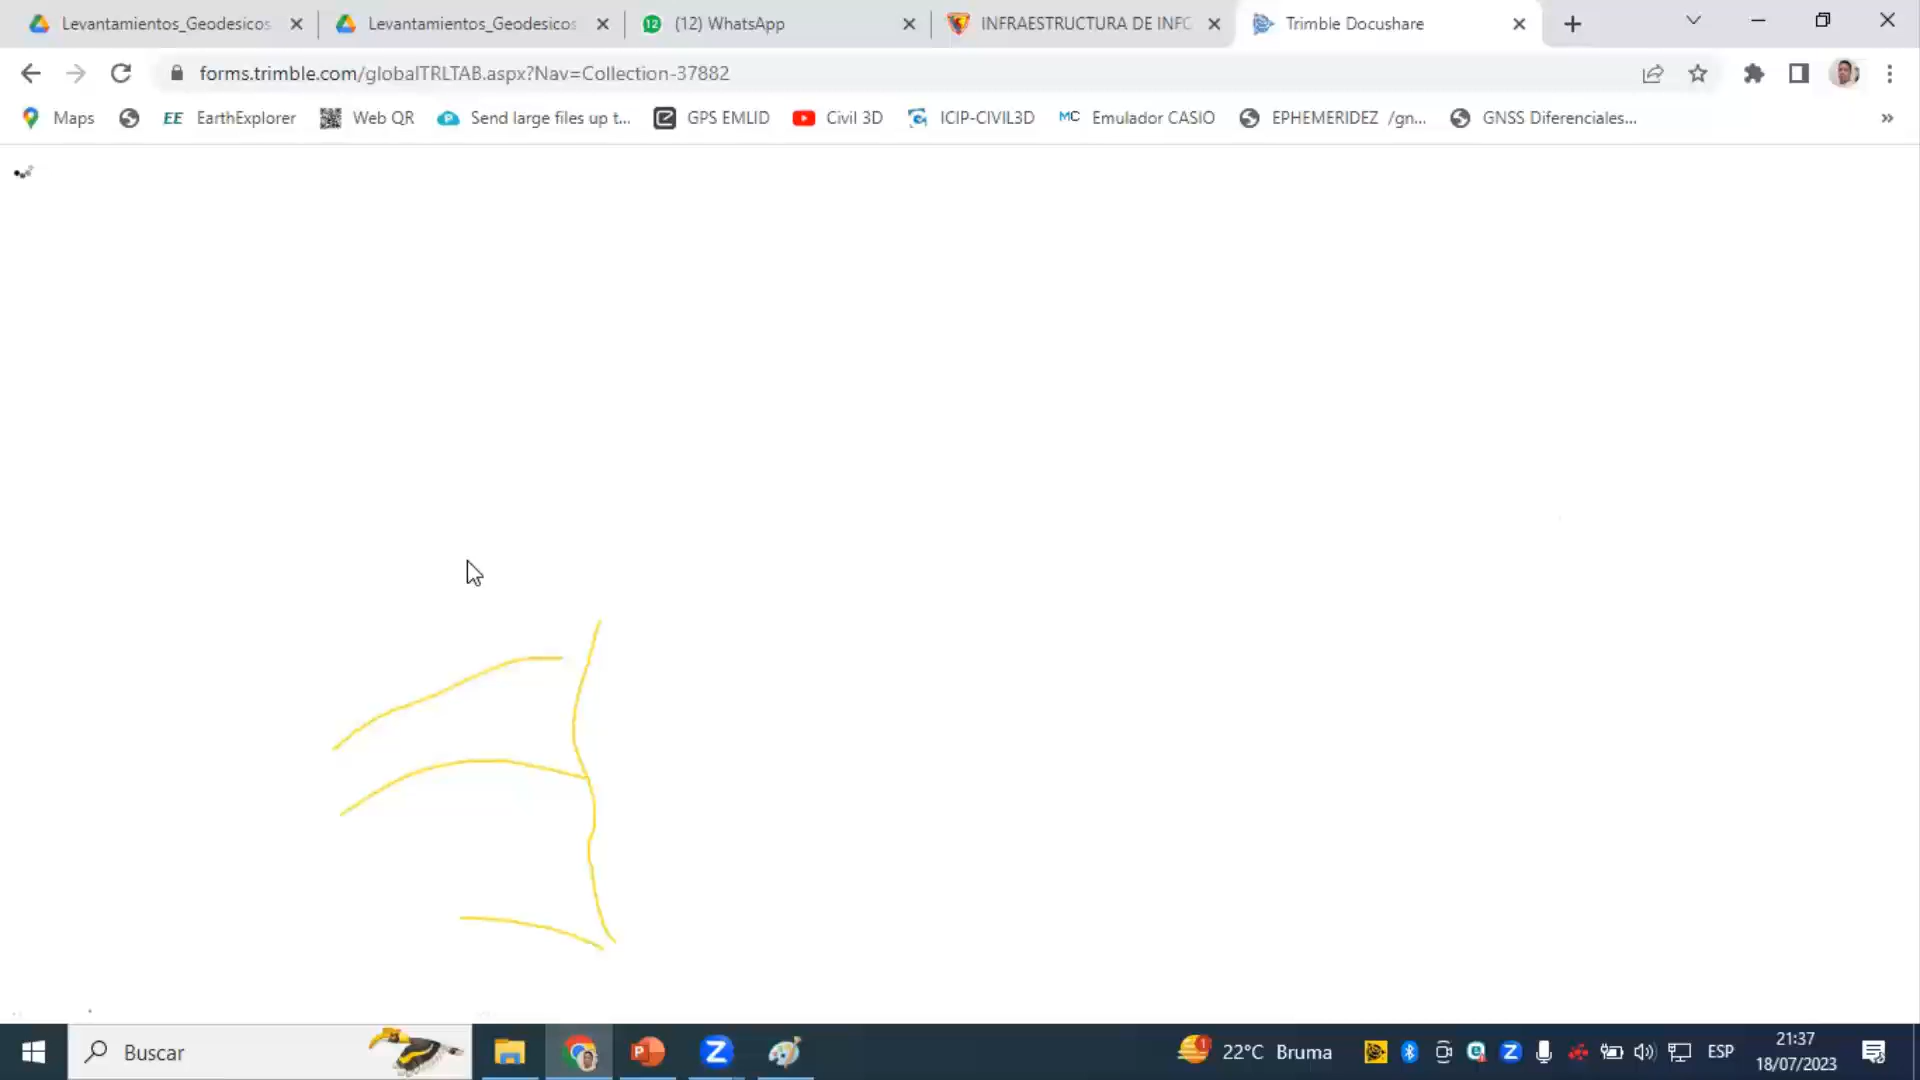 Levantamientos_Geodesicos
Levantamientos_Geodesicos
(12) WhatsApp
INFRAESTRUCTURA DE INFO
Trimble Docushare
forms.trimble.com/globalTRLTAB.aspx?Nav=Collection-37882
Maps
EE EarthExplorer
Web QR
Send large files up t...
GPS EMLID
Civil 3D
ICIP-CIVIL3D
MC Emulador CASIO
EPHEMERIDEZ /gn...
GNSS Diferenciales...
»
Buscar
22°C Bruma
ESP
21:37
18/07/2023